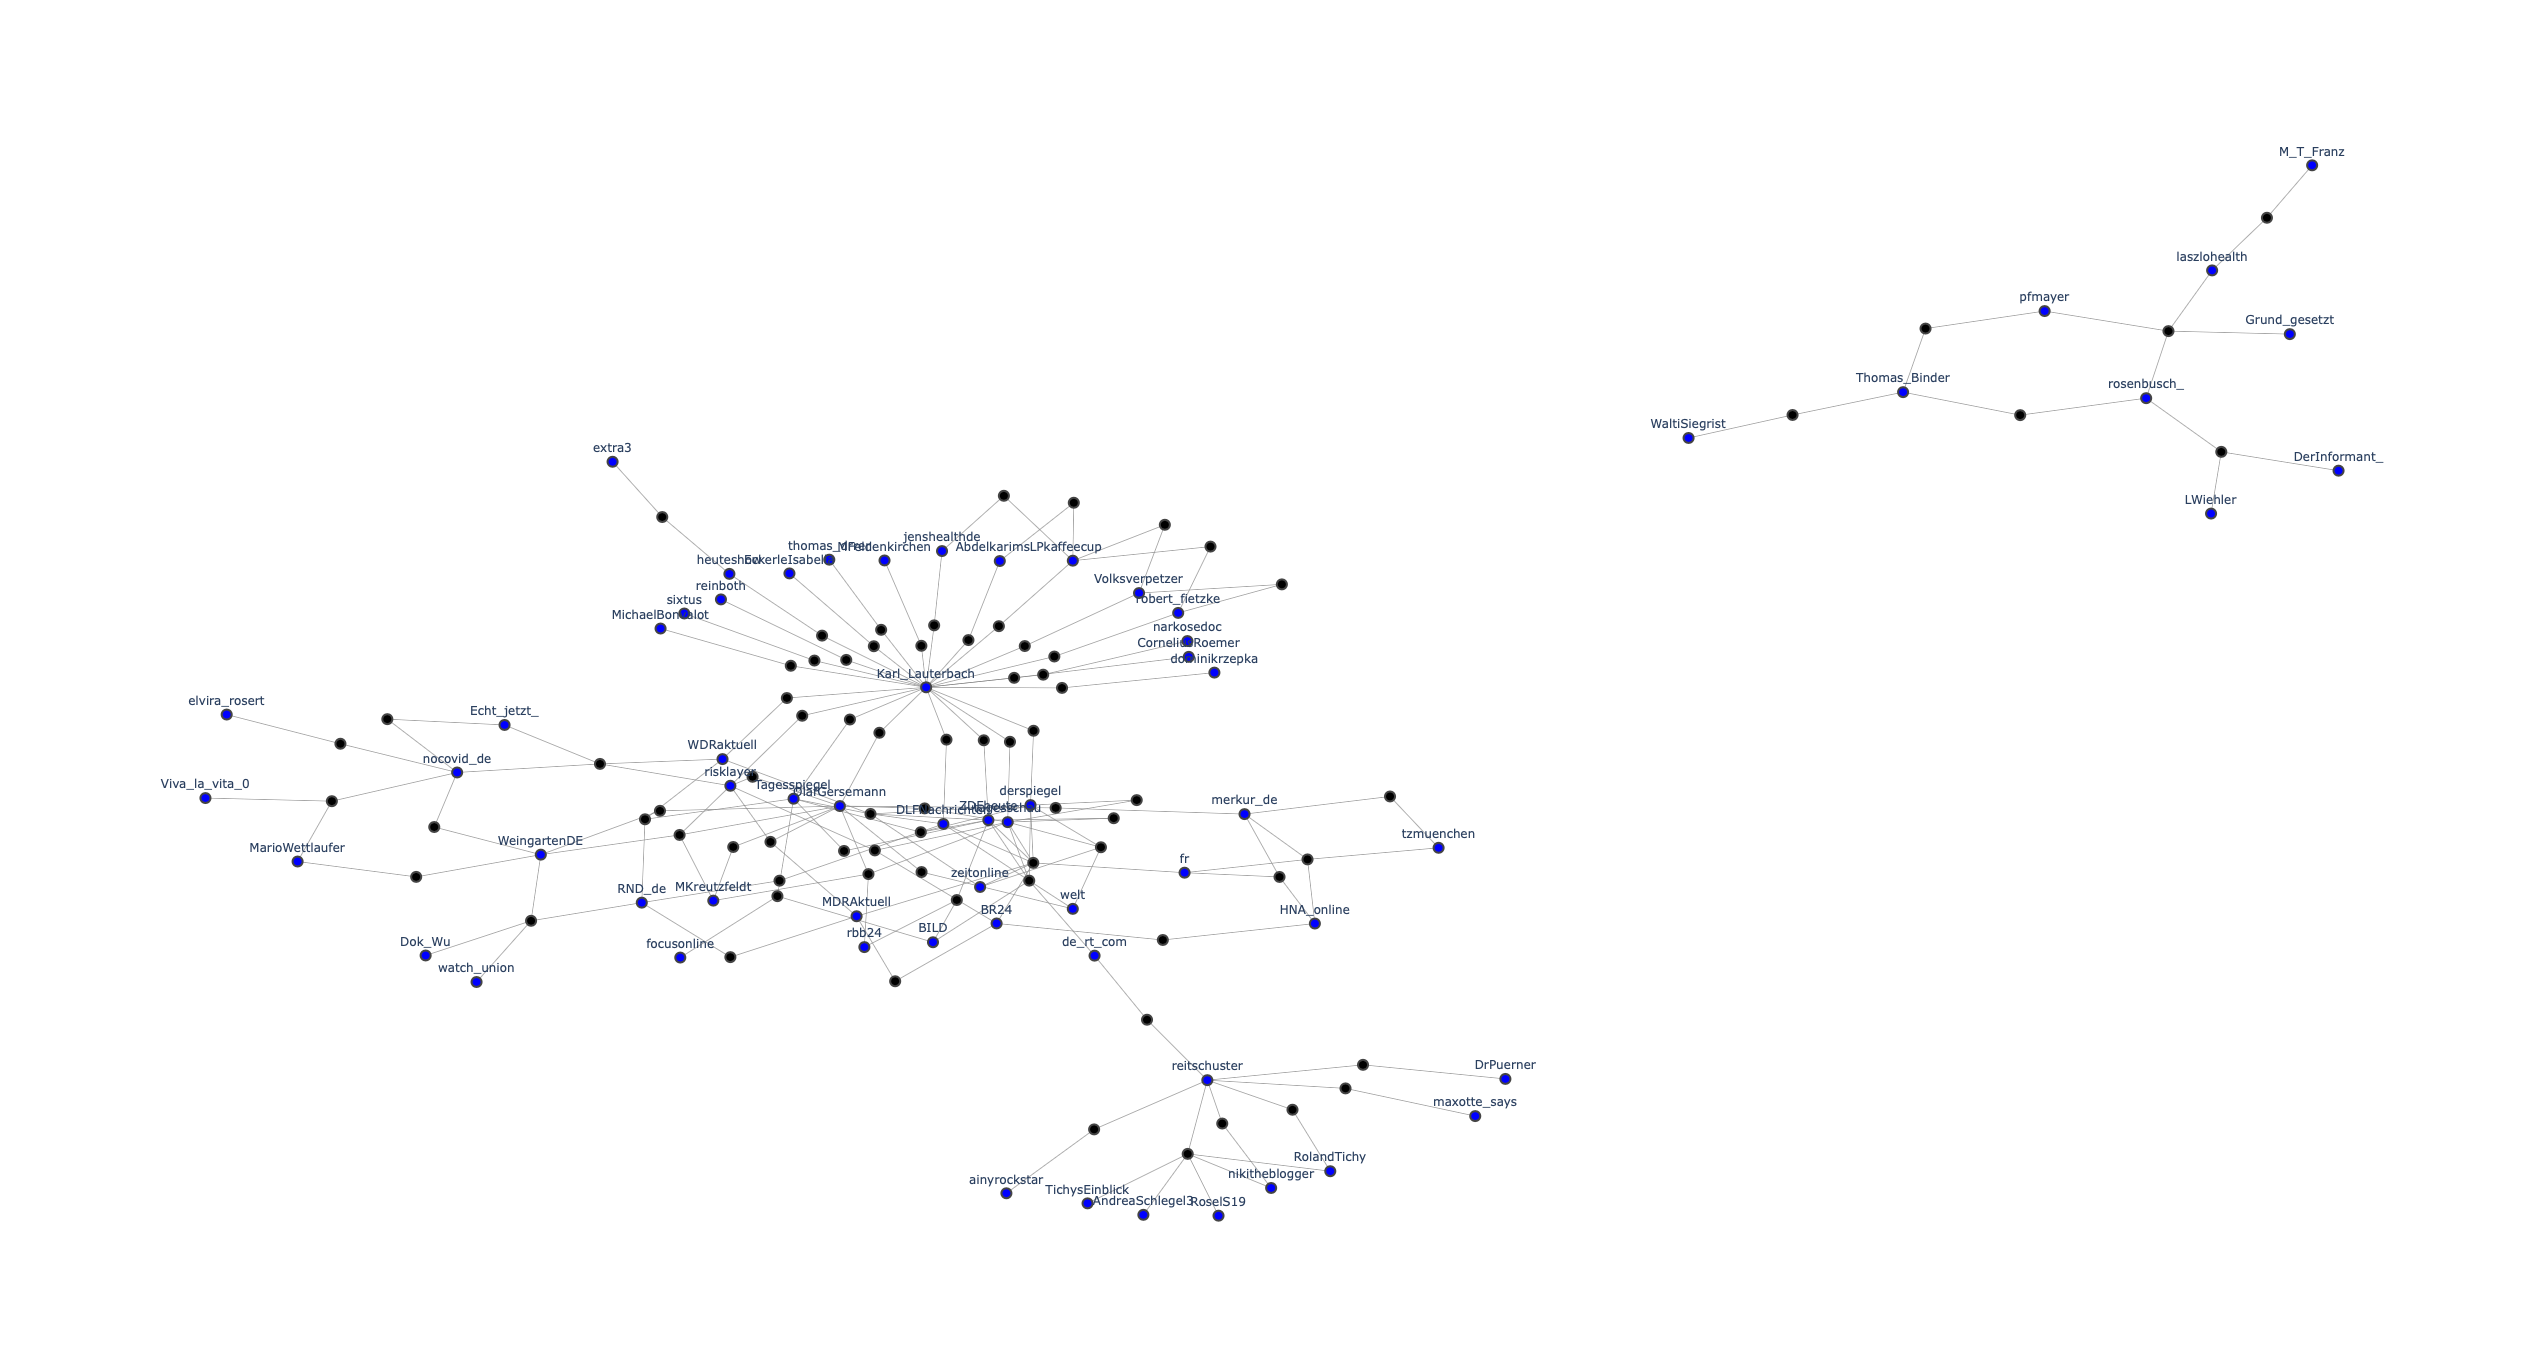 M_T_Franz
laszlohealth
pfmayer
Grund_gesetzt
Thomas_Binder
rosenbusch_
WaltiSiegrist
DerInformant_
LWiehler
extra3
jenshealthde
MFeldenkirchen
AbdelkarimsLPkaffeecup
heuteshow
EckerleIsabella
Volksverpetzer
reinboth
sixtus
robert_fietzke
MichaelBonvalot
narkosedoc
CorneliusRoemer
dominikrzepka
Karl_Lauterbach
elvira_rosert
Echt_jetzt_
WDRaktuell
nocovid_de
risklayer
Viva_la_vita_0
Tagesspiegel
OlafGersemann
derspiegel
merkur_de
ZDFheute
tagesschau
DLFNachrichten
tzmuenchen
WeingartenDE
MarioWettlaufer
fr
zeitonline
RND_de
MKreutzfeldt
welt
MDRAktuell
BR24
HNA_online
BILD
rbb24
Dok_Wu
focusonline
de_rt_com
watch_union
reitschuster
DrPuerner
maxotte_says
RolandTichy
nikitheblogger
ainyrockstar
TichysEinblick
AndreaSchlegel3
RoselS19